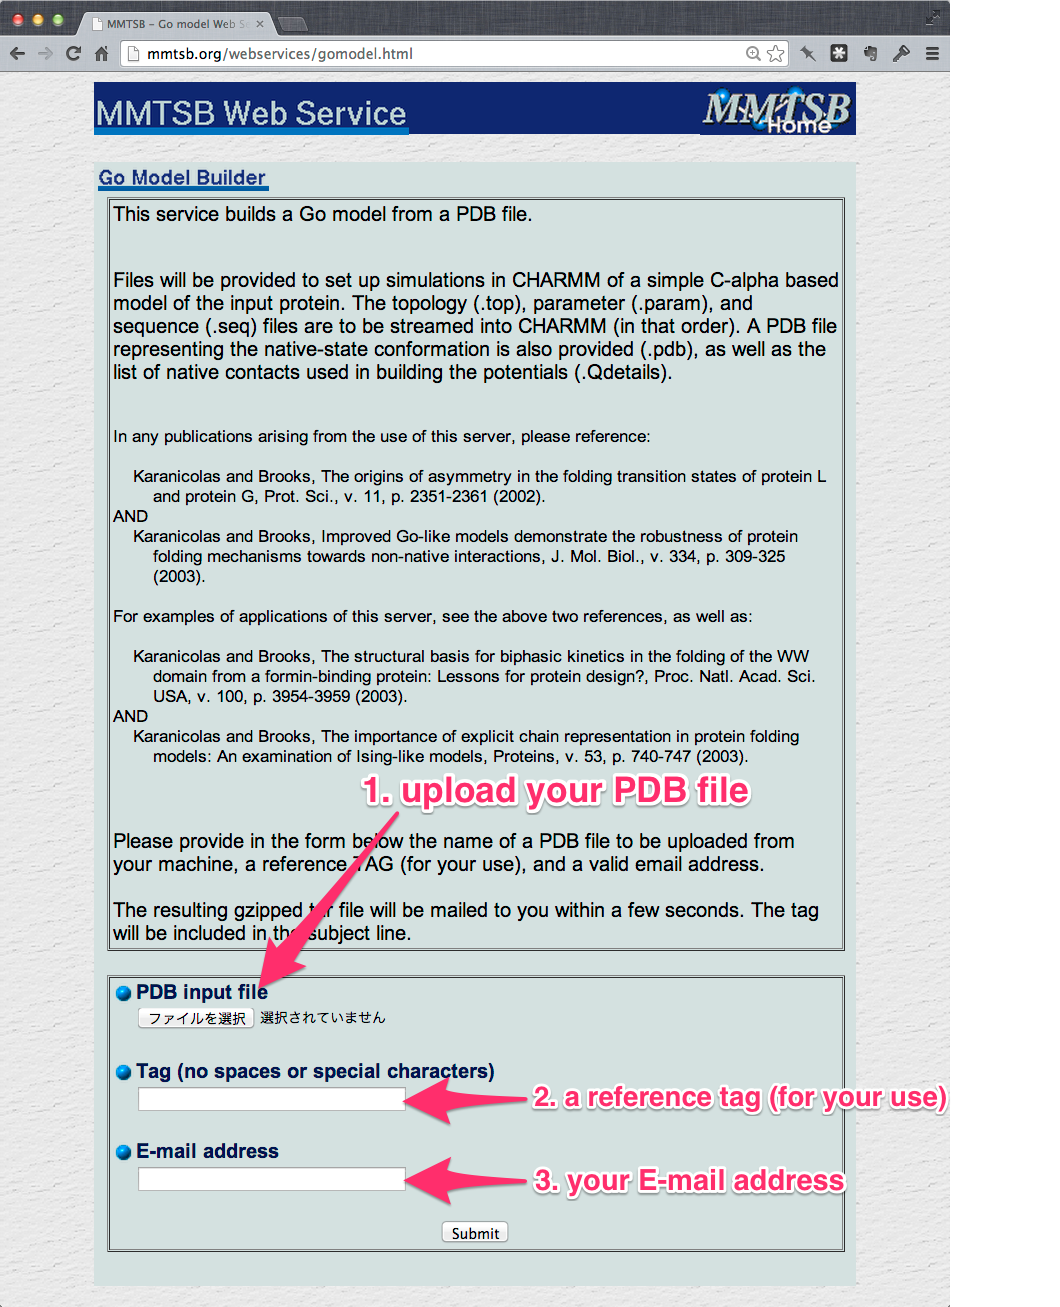 MMTSB - Go model Web Se
mmtsb.org/webservices/gomodel.html
MMTSB Web Service
MMTSB
Home
Go Model Builder
This service builds a Go model from a PDB file.
Files will be provided to set up simulations in CHARMM of a simple C-alpha based
model of the input protein. The topology (.top), parameter (.param), and
sequence (.seq) files are to be streamed into CHARMM (in that order). A PDB file
representing the native-state conformation is also provided (.pdb), as well as the
list of native contacts used in building the potentials (.Qdetails).
In any publications arising from the use of this server, please reference:
Karanicolas and Brooks, The origins of asymmetry in the folding transition states of protein L
and protein G, Prot. Sci., v. 11, p. 2351-2361 (2002).
AND
Karanicolas and Brooks, Improved Go-like models demonstrate the robustness of protein
folding mechanisms towards non-native interactions, J. Mol. Biol., v. 334, p. 309-325
(2003).
For examples of applications of this server, see the above two references, as well as:
Karanicolas and Brooks, The structural basis for biphasic kinetics in the folding of the WW
domain from a formin-binding protein: Lessons for protein design?, Proc. Natl. Acad. Sci.
USA, v. 100, p. 3954-3959 (2003).
AND
Karanicolas and Brooks, The importance of explicit chain representation in protein folding
models: An examination of Ising-like models, Proteins, v. 53, p. 740-747 (2003).
1. upload your PDB file
Please provide in the form below the name of a PDB file to be uploaded from
your machine, a reference TAG (for your use), and a valid email address.
The resulting gzipped tar file will be mailed to you within a few seconds. The tag
will be included in the subject line.
PDB input file
ファイルを選択 選択されていません
Tag (no spaces or special characters)
2. a reference tag (for your use)
E-mail address
3. your E-mail address
Submit